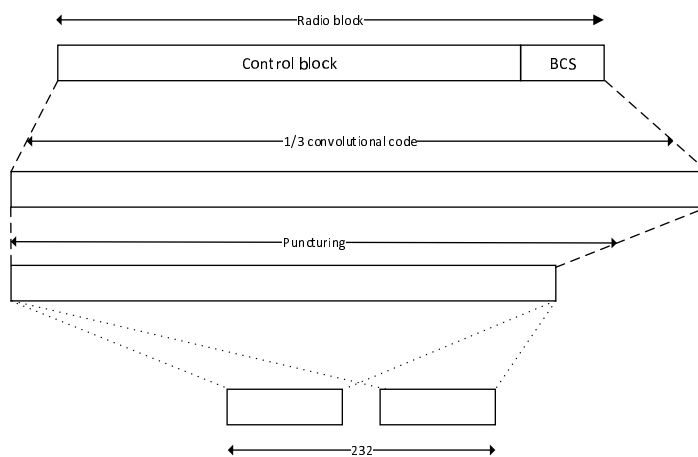 Radio block
Control block
BCS
1/3 convolutional code
Puncturing
232